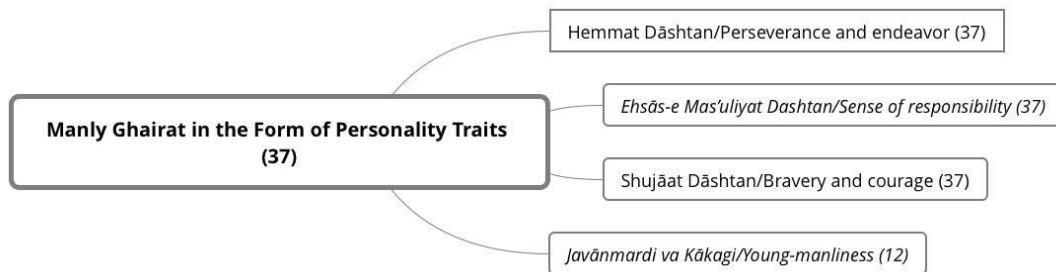 Manly Ghairat in the Form of Personality Traits
(37)
Hemmat Dāshtan/Perseverance and endeavor (37)
Ehsās-e Mas’uliyat Dashtan/Sense of responsibility (37)
Shujāat Dāshtan/Bravery and courage (37)
Javānmardi va Kākagi/Young-manliness (12)